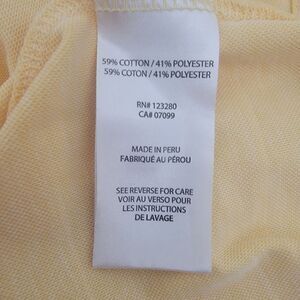 59% COTTON / 41% POLYESTER
59% COTON / 41% POLYESTER
RN# 123280
CA# 07099
MADE IN PERU
FABRIQUÉ AU PÉROU
SEE REVERSE FOR CARE
VOIR AU VERSO POUR
LES INSTRUCTIONS
DE LAVAGE